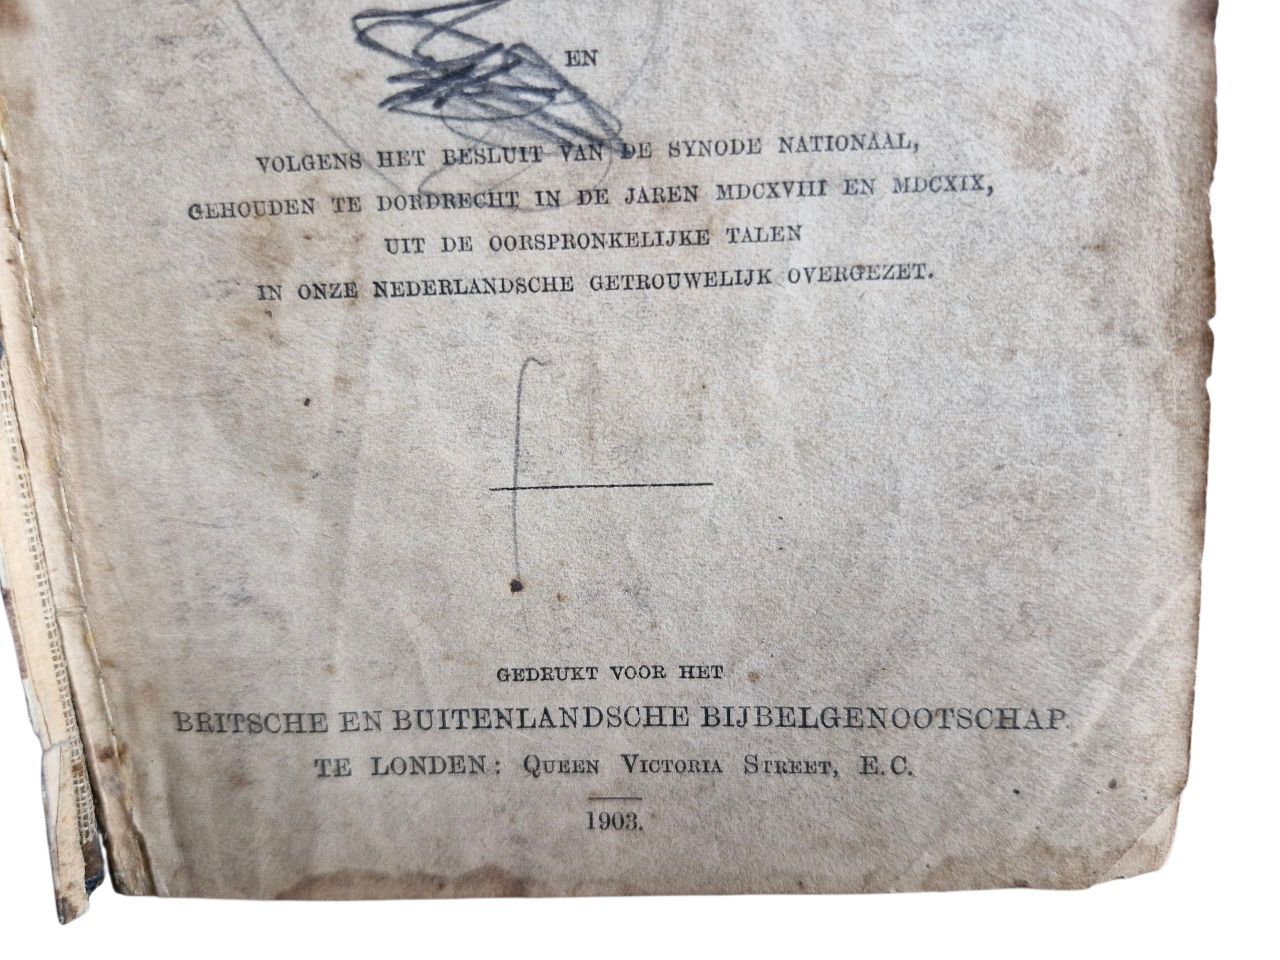 EN
VOLGENS HET BESLUIT VAN DE SYNODE NATIONAAL,
GEHOUDEN TE DORDRECHT IN DE JAREN MDCXVIII EN MDCXIX,
UIT DE OORSPRONKELIJKE TALEN
IN ONZE NEDERLANDSCHE GETROUWELIJK OVERGEZET.
GEDRUKT VOOR HET
BRITSCHE EN BUITENLANDSCHE BIJBELGENOOTSCHAP.
TE LONDEN: QUEEN VICTORIA STREET, E.C.
1903.